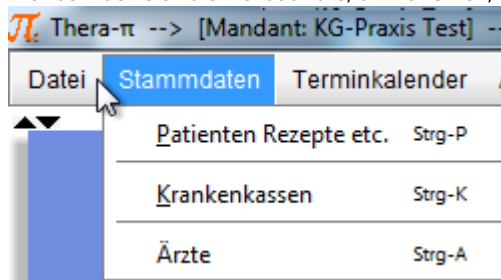 Thera-π --> [Mandant: KG-Praxis Test] --
Datei Stammdaten Terminkalender
Patienten Rezepte etc. Strg-P
Krankenkassen Strg-K
Ärzte Strg-A